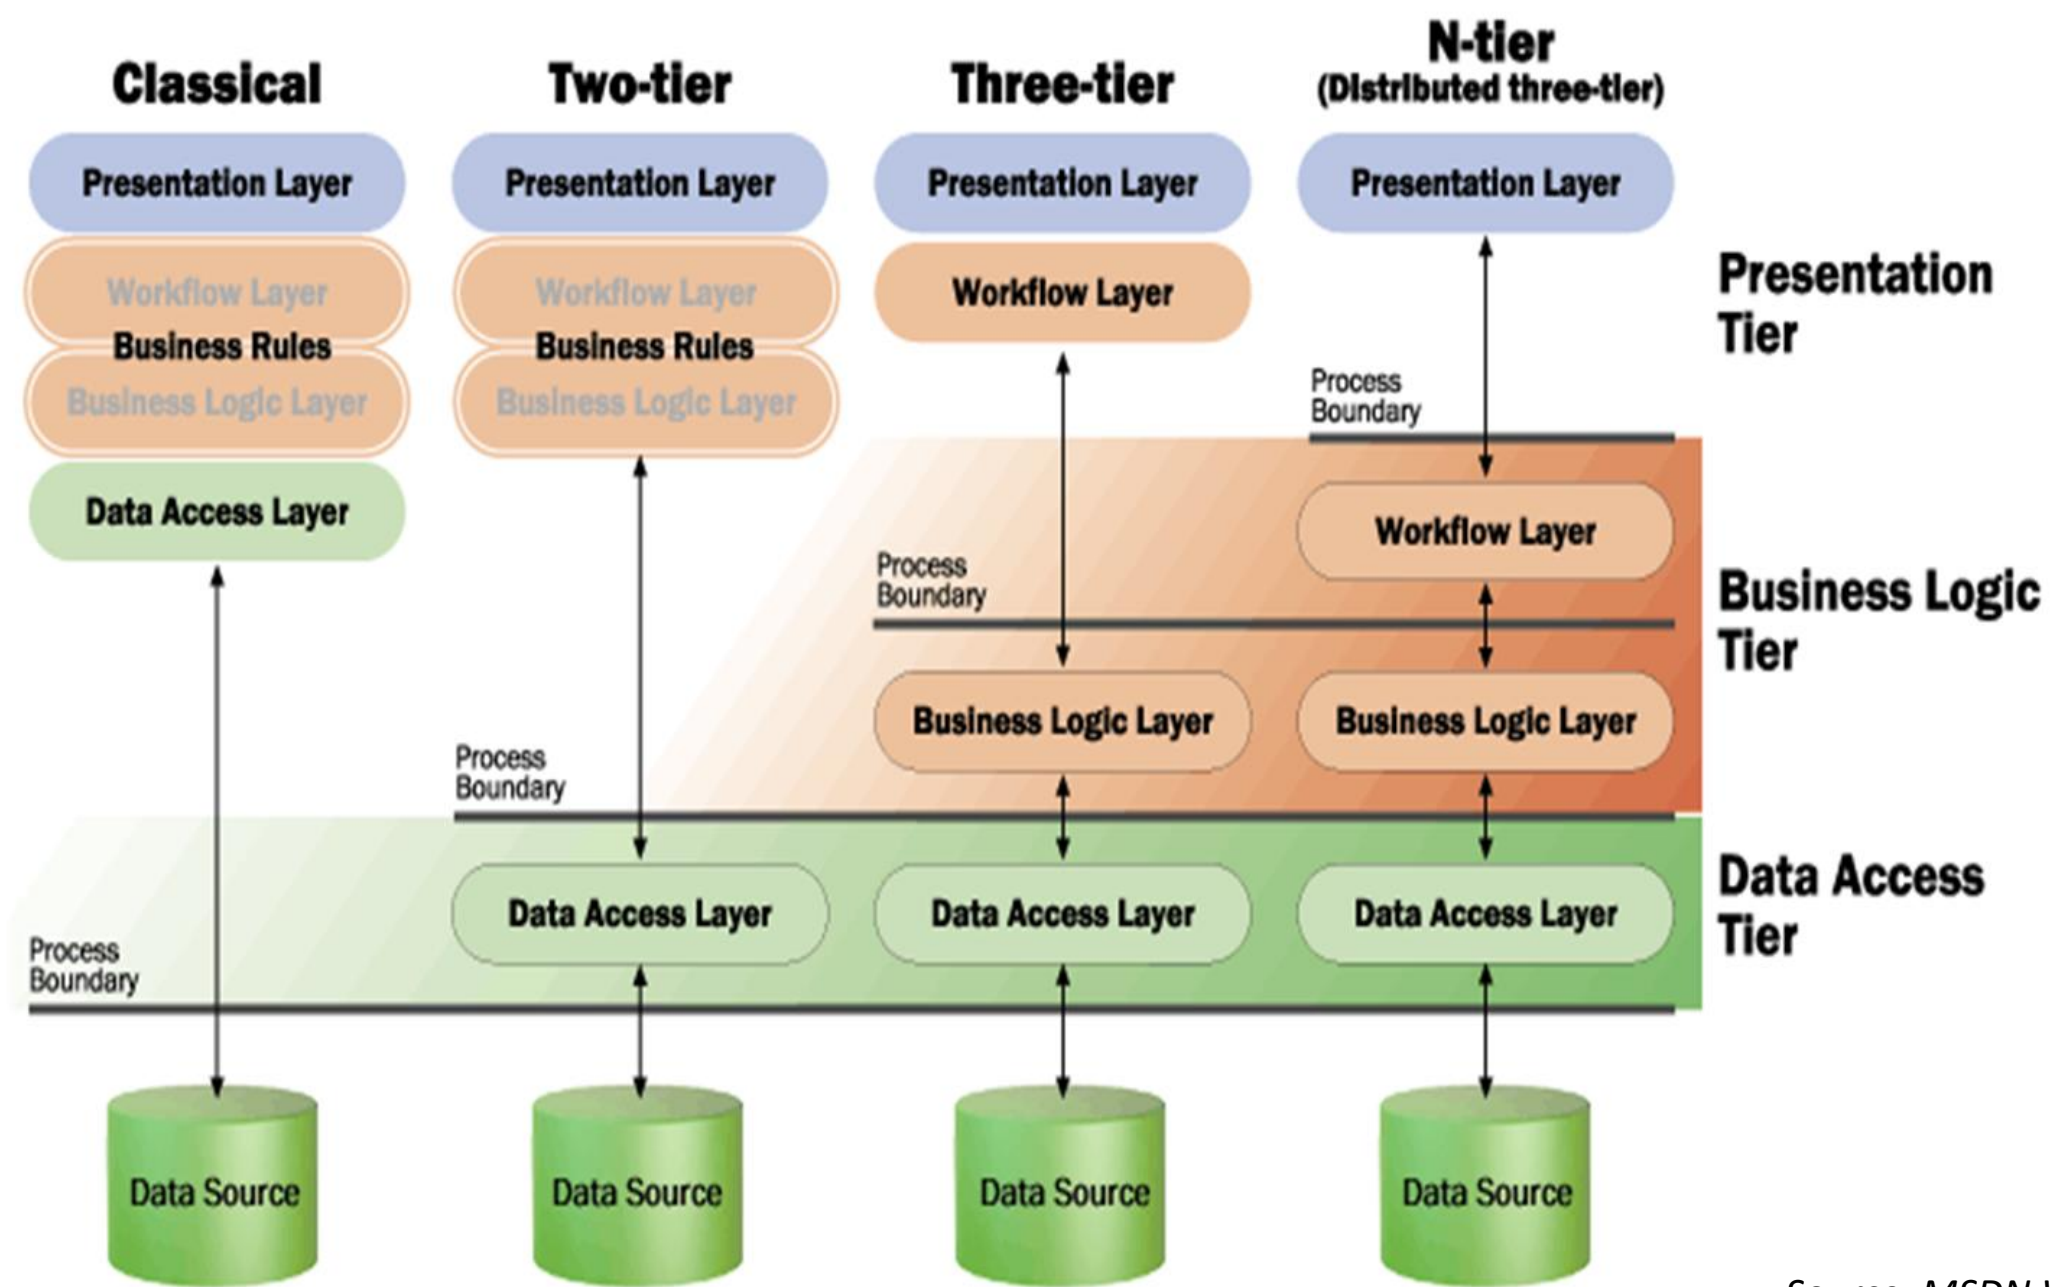 Classical
Two-tier
Three-tier
N-tier
(Distributed three-tier)
Presentation Layer
Presentation Layer
Presentation Layer
Presentation Layer
Workflow Layer
Workflow Layer
Workflow Layer
Presentation
Tier
Business Rules
Business Rules
Business Logic Layer
Business Logic Layer
Process
Boundary
Data Access Layer
Workflow Layer
Process
Boundary
Business Logic
Tier
Business Logic Layer
Business Logic Layer
Process
Boundary
Data Access Layer
Data Access Layer
Data Access Layer
Data Access
Tier
Process
Boundary
Data Source
Data Source
Data Source
Data Source